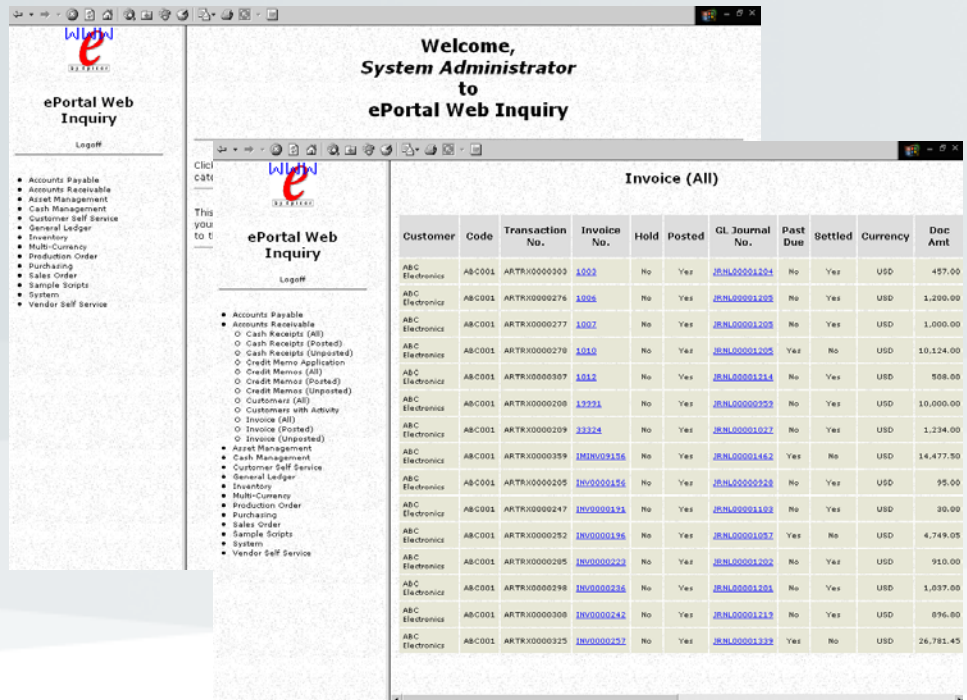 WWW
e
by Epicor
ePortal Web
Inquiry
Logoff
Accounts Payable
Accounts Receivable
Asset Management
Cash Management
Customer Self Service
General Ledger
Inventory
Multi-Currency
Production Order
Purchasing
Sales Order
Sample Scripts
System
Vendor Self Service
Welcome,
System Administrator
to
ePortal Web Inquiry
This
to
WWW
e
by Epicor
ePortal Web
Inquiry
Logoff
Accounts Payable
Accounts Receivable
Cash Receipts (All)
Cash Receipts (Posted)
Cash Receipts (Unposted)
Credit Memo Application
Credit Memos (All)
Credit Memos (Posted)
Credit Memos (Unposted)
Customers (All)
Customers with Activity
Invoice (All)
Invoice (Posted)
Invoice (Unposted)
Asset Management
Cash Management
Customer Self Service
General Ledger
Inventory
Multi-Currency
Production Order
Purchasing
Sales Order
Sample Scripts
System
Vendor Self Service
Invoice (All)
Customer Code Transaction No. Invoice No. Hold Posted GL Journal No. Past Due Settled Currency Doc Amt
ABC Electronics ABC001 ARTRX0000303 1003 No Yes JRNL00001204 No Yes USD 457.00
ABC Electronics ABC001 ARTRX0000276 1006 No Yes JRNL00001205 No Yes USD 1,200.00
ABC Electronics ABC001 ARTRX0000277 1007 No Yes JRNL00001205 No Yes USD 1,000.00
ABC Electronics ABC001 ARTRX0000278 1010 No Yes JRNL00001205 Yes No USD 10,124.00
ABC Electronics ABC001 ARTRX0000307 1012 No Yes JRNL00001214 No Yes USD 508.00
ABC Electronics ABC001 ARTRX0000208 19991 No Yes JRNL00000959 No Yes USD 10,000.00
ABC Electronics ABC001 ARTRX0000209 33324 No Yes JRNL00001027 No Yes USD 1,234.00
ABC Electronics ABC001 ARTRX0000359 IMINV09156 No Yes JRNL00001462 Yes No USD 14,477.50
ABC Electronics ABC001 ARTRX0000205 INV0000156 No Yes JRNL00000928 No Yes USD 95.00
ABC Electronics ABC001 ARTRX0000247 INV0000191 No Yes JRNL00001103 No Yes USD 30.00
ABC Electronics ABC001 ARTRX0000252 INV0000196 No Yes JRNL00001057 Yes No USD 4,749.05
ABC Electronics ABC001 ARTRX0000285 INV0000223 No Yes JRNL00001202 No Yes USD 910.00
ABC Electronics ABC001 ARTRX0000298 INV0000236 No Yes JRNL00001201 No Yes USD 1,037.00
ABC Electronics ABC001 ARTRX0000308 INV0000242 No Yes JRNL00001219 No Yes USD 896.80
ABC Electronics ABC001 ARTRX0000325 INV0000257 No Yes JRNL00001339 Yes No USD 26,781.45